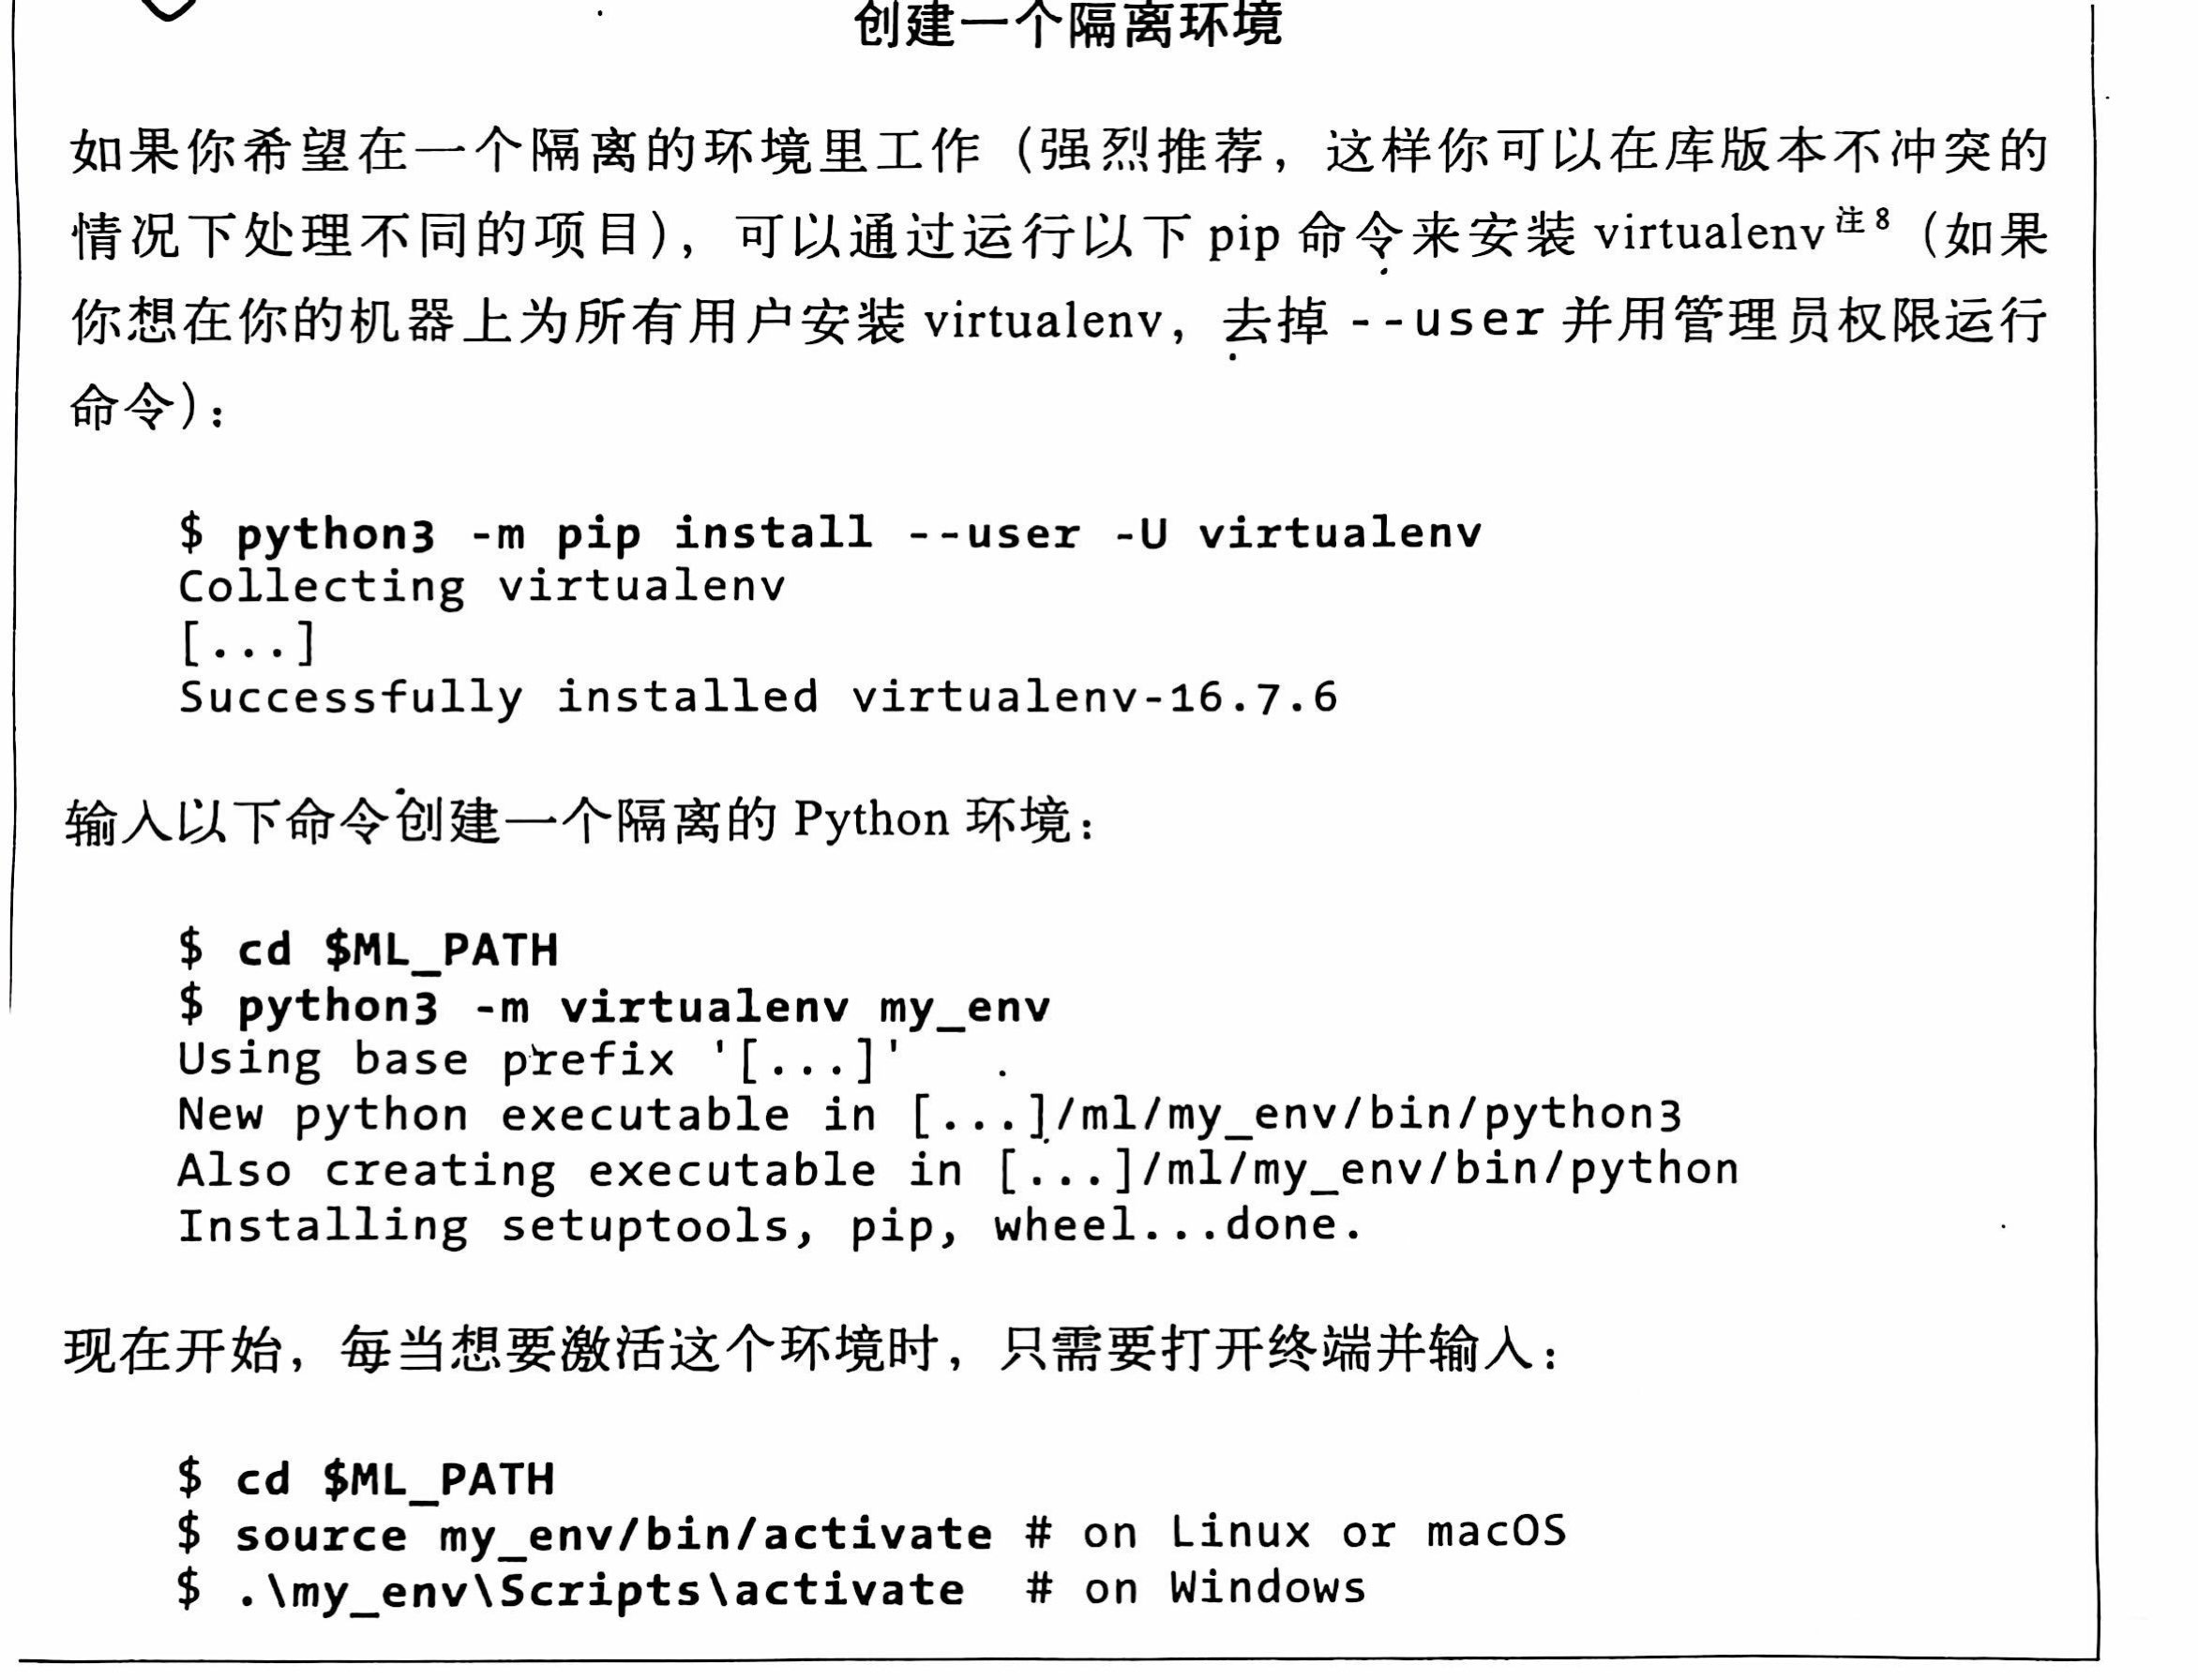 创建一个隔离环境
如果你希望在一个隔离的环境里工作（强烈推荐，这样你可以在库版本不冲突的
情况下处理不同的项目），可以通过运行以下 pip 命令来安装 virtualenv注8（如果
你想在你的机器上为所有用户安装 virtualenv，去掉 --user 并用管理员权限运行
命令）：
$ python3 -m pip install --user -U virtualenv
Collecting virtualenv
[...]
Successfully installed virtualenv-16.7.6
输入以下命令创建一个隔离的 Python 环境：
$ cd $ML_PATH
$ python3 -m virtualenv my_env
Using base prefix '[...]'
New python executable in [...]/ml/my_env/bin/python3
Also creating executable in [...]/ml/my_env/bin/python
Installing setuptools, pip, wheel...done.
现在开始，每当想要激活这个环境时，只需要打开终端并输入：
$ cd $ML_PATH
$ source my_env/bin/activate # on Linux or macOS
$ .\my_env\Scripts\activate  # on Windows